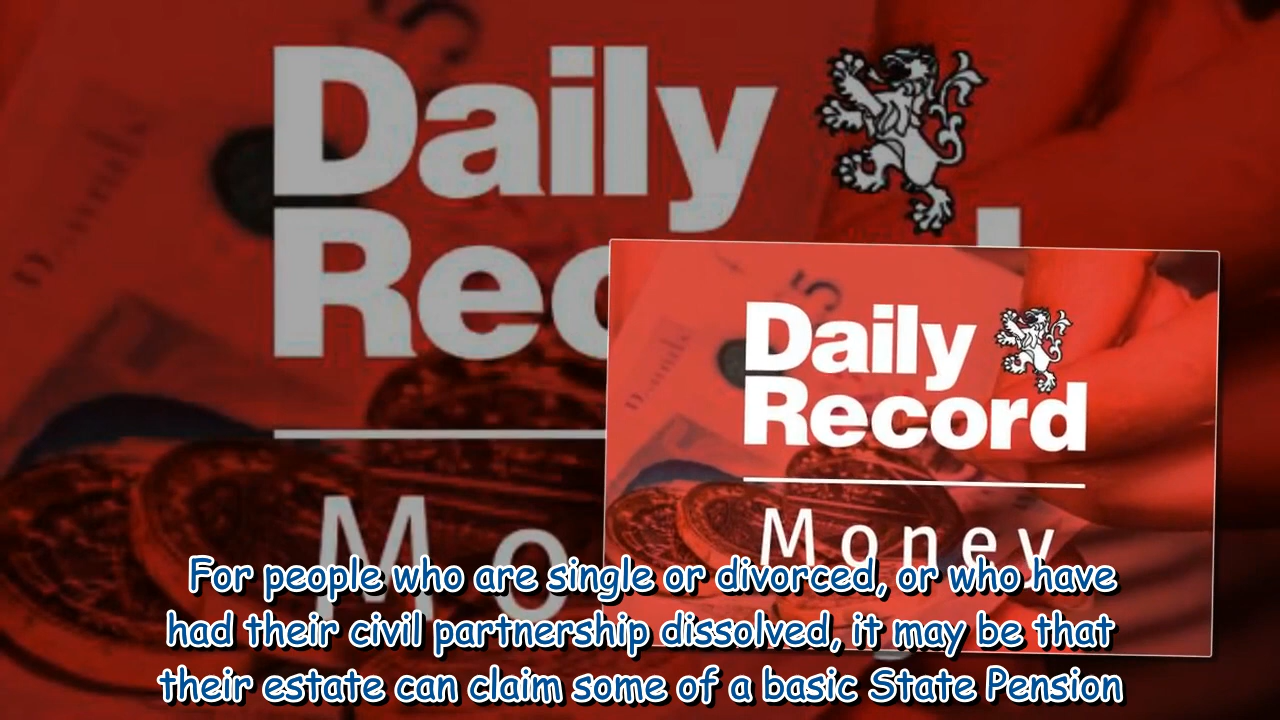 Daily
Rec
Mo
5
Daily
Record
Money
For people who are single or divorced, or who have
had their civil partnership dissolved, it may be that
their estate can claim some of a basic State Pension